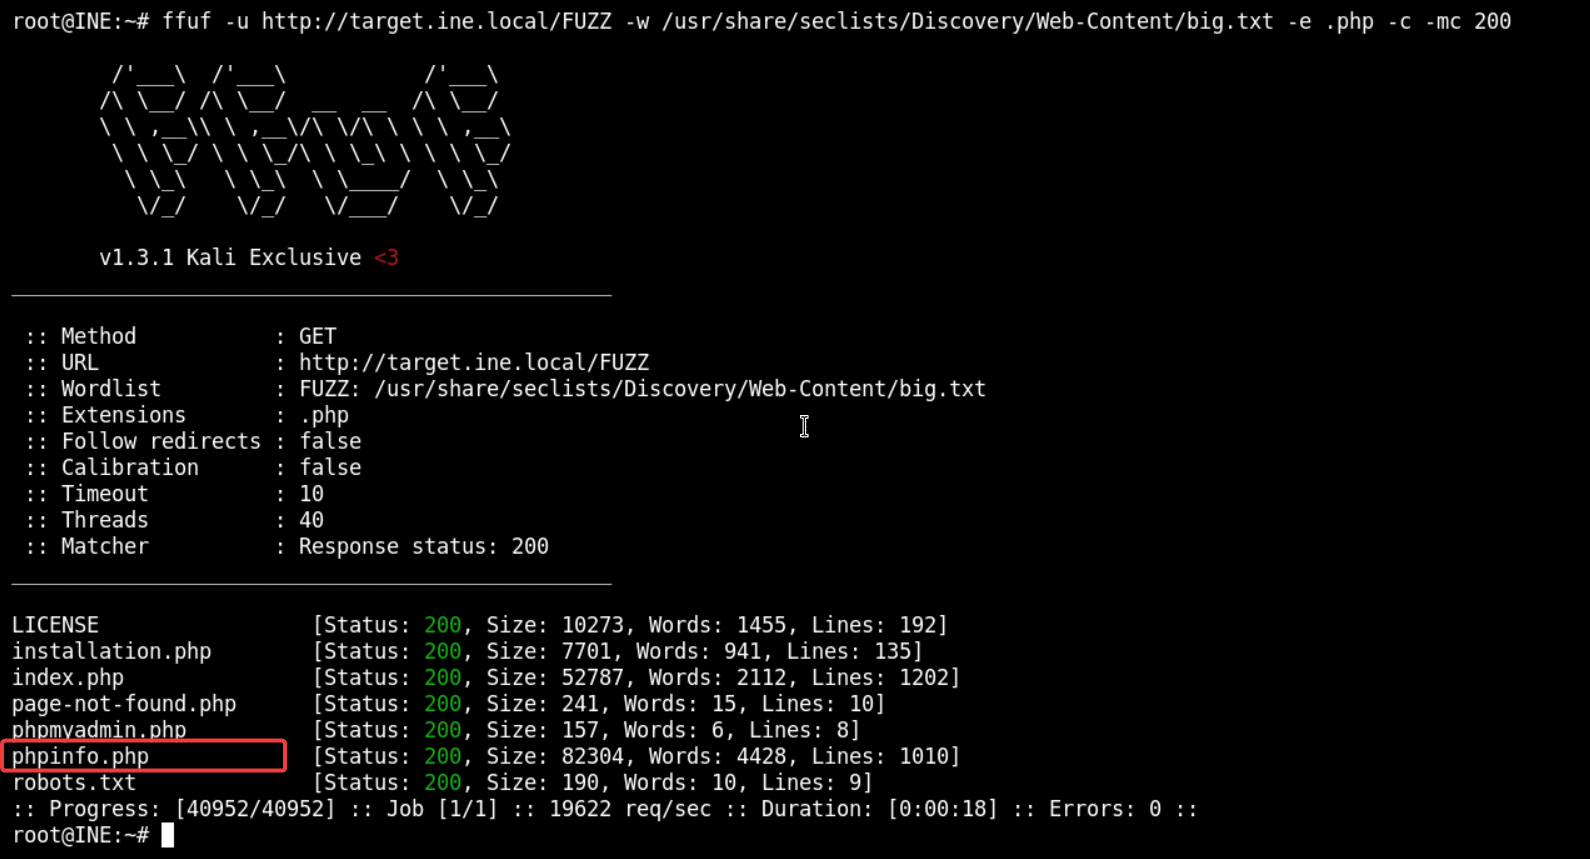 root@INE:~# ffuf -u http://target.ine.local/FUZZ -w /usr/share/seclists/Discovery/Web-Content/big.txt -e .php -c -mc 200
        /'___\  /'___\           /'___\
       /\ \__/ /\ \__/  __  __  /\ \__/
       \ \ ,__\\ \ ,__\/\ \/\ \ \ \ ,__\
        \ \ \_/ \ \ \_/\ \ \_\ \ \ \ \_/
         \ \_\   \ \_\  \ \____/  \ \_\
          \/_/    \/_/   \/___/    \/_/
       v1.3.1 Kali Exclusive <3
________________________________________________
 :: Method           : GET
 :: URL              : http://target.ine.local/FUZZ
 :: Wordlist         : FUZZ: /usr/share/seclists/Discovery/Web-Content/big.txt
 :: Extensions       : .php
 :: Follow redirects : false
 :: Calibration      : false
 :: Timeout          : 10
 :: Threads          : 40
 :: Matcher          : Response status: 200
________________________________________________
LICENSE                 [Status: 200, Size: 10273, Words: 1455, Lines: 192]
installation.php        [Status: 200, Size: 7701, Words: 941, Lines: 135]
index.php               [Status: 200, Size: 52787, Words: 2112, Lines: 1202]
page-not-found.php      [Status: 200, Size: 241, Words: 15, Lines: 10]
phpmyadmin.php          [Status: 200, Size: 157, Words: 6, Lines: 8]
phpinfo.php             [Status: 200, Size: 82304, Words: 4428, Lines: 1010]
robots.txt              [Status: 200, Size: 190, Words: 10, Lines: 9]
:: Progress: [40952/40952] :: Job [1/1] :: 19622 req/sec :: Duration: [0:00:18] :: Errors: 0 ::
root@INE:~#